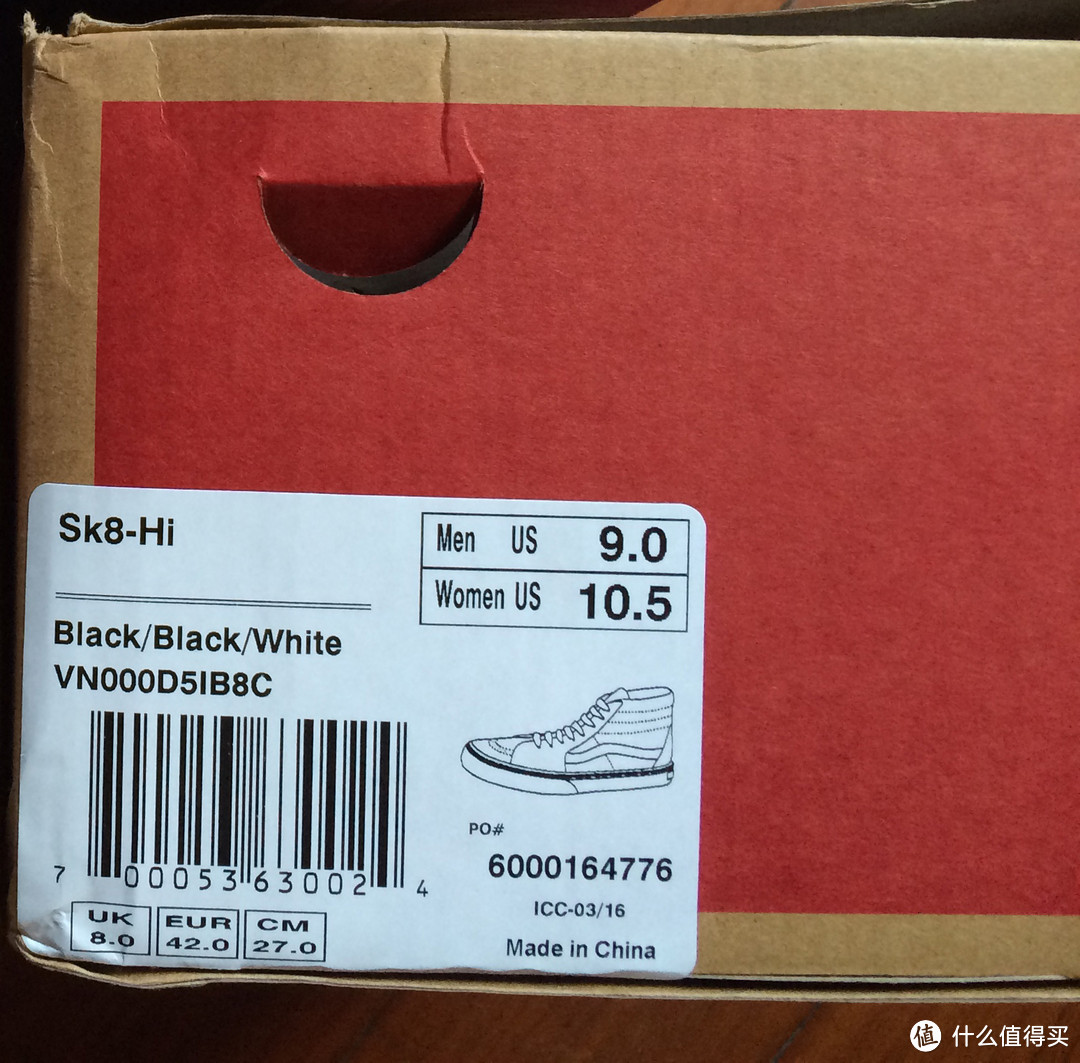 Sk8-Hi
Men US 9.0
Women US 10.5
Black/Black/White
VN000D5IB8C
7 00053 63002 4
PO#
6000164776
ICC-03/16
Made in China
UK
8.0
EUR
42.0
CM
27.0
值 什么值得买